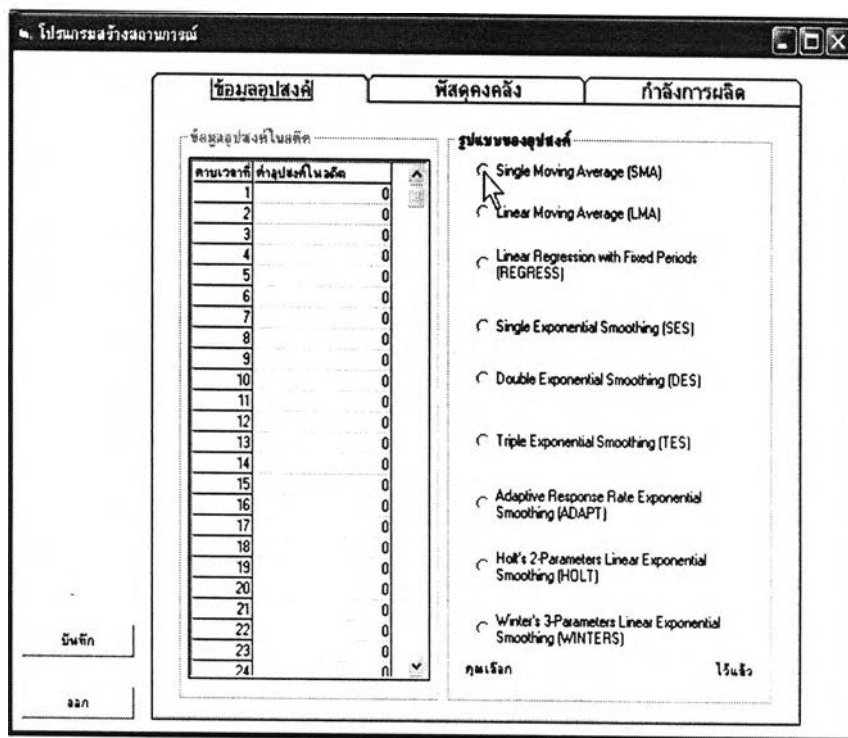 โปรแกรมสร้างสถานการณ์
ข้อมูลอุปสงค์
พัสดุคงคลัง
กำลังการผลิต
ข้อมูลอุปสงค์ในอดีต
คาบเวลาที่ ค่าอุปสงค์ในอดีต
1 0
2 0
3 0
4 0
5 0
6 0
7 0
8 0
9 0
10 0
11 0
12 0
13 0
14 0
15 0
16 0
17 0
18 0
19 0
20 0
21 0
22 0
23 0
24 0
รูปแบบของอุปสงค์
Single Moving Average (SMA)
Linear Moving Average (LMA)
Linear Regression with Fixed Periods
(REGRESS)
Single Exponential Smoothing (SES)
Double Exponential Smoothing (DES)
Triple Exponential Smoothing (TES)
Adaptive Response Rate Exponential
Smoothing (ADAPT)
Holt's 2-Parameters Linear Exponential
Smoothing (HOLT)
Winter's 3-Parameters Linear Exponential
Smoothing (WINTERS)
คุณเลือก ไว้แล้ว
บันทึก
ออก